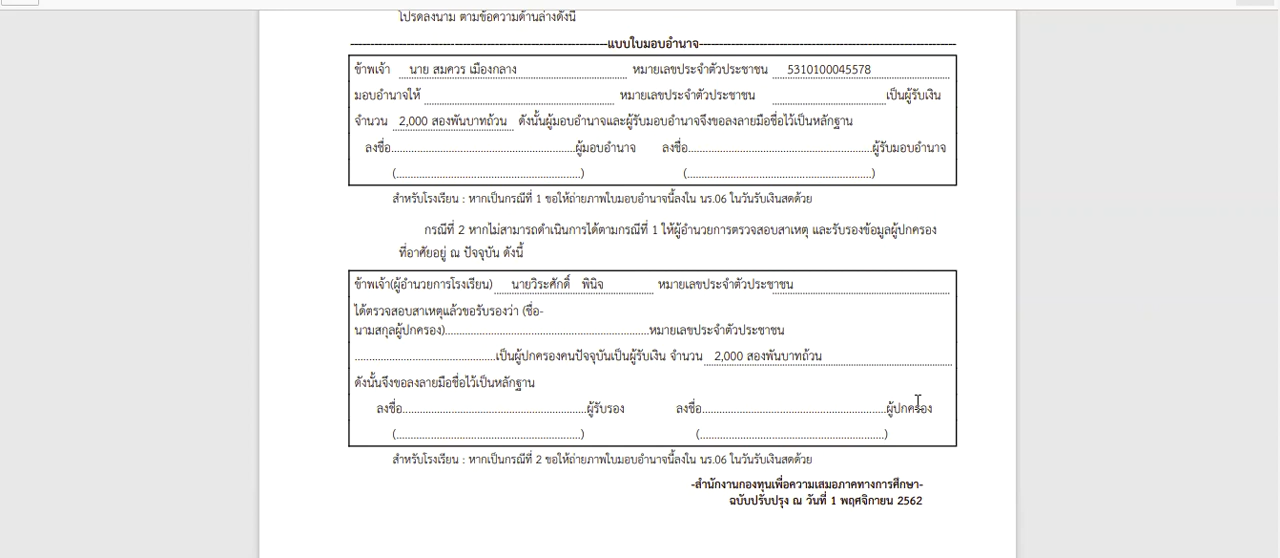 โปรดลงนาม ตามข้อความด้านล่างดังนี้
--------------------แบบใบมอบอำนาจ--------------------
ข้าพเจ้า นาย สมควร เมืองกลาง หมายเลขประจำตัวประชาชน 5310100045578
มอบอำนาจให้ ........................ หมายเลขประจำตัวประชาชน ........................เป็นผู้รับเงิน
จำนวน 2,000 สองพันบาทถ้วน ดังนั้นผู้มอบอำนาจและผู้รับมอบอำนาจจึงขอลงลายมือชื่อไว้เป็นหลักฐาน
ลงชื่อ........................ผู้มอบอำนาจ ลงชื่อ........................ผู้รับมอบอำนาจ
(........................) (........................)
สำหรับโรงเรียน : หากเป็นกรณีที่ 1 ขอให้ถ่ายภาพใบมอบอำนาจนี้ลงใน นร.06 ในวันรับเงินสดด้วย
กรณีที่ 2 หากไม่สามารถดำเนินการได้ตามกรณีที่ 1 ให้ผู้อำนวยการตรวจสอบสาเหตุ และรับรองข้อมูลผู้ปกครอง
ที่อาศัยอยู่ ณ ปัจจุบัน ดังนี้
ข้าพเจ้า(ผู้อำนวยการโรงเรียน) นายวิระศักดิ์ พินิจ หมายเลขประจำตัวประชาชน
ได้ตรวจสอบสาเหตุแล้วขอรับรองว่า (ชื่อ-
นามสกุลผู้ปกครอง)........................หมายเลขประจำตัวประชาชน
........................เป็นผู้ปกครองคนปัจจุบันเป็นผู้รับเงิน จำนวน 2,000 สองพันบาทถ้วน
ดังนั้นจึงขอลงลายมือชื่อไว้เป็นหลักฐาน
ลงชื่อ........................ผู้รับรอง ลงชื่อ........................ผู้ปกครอง
(........................) (........................)
สำหรับโรงเรียน : หากเป็นกรณีที่ 2 ขอให้ถ่ายภาพใบมอบอำนาจนี้ลงใน นร.06 ในวันรับเงินสดด้วย
-สำนักงานกองทุนเพื่อความเสมอภาคทางการศึกษา-
ฉบับปรับปรุง ณ วันที่ 1 พฤศจิกายน 2562